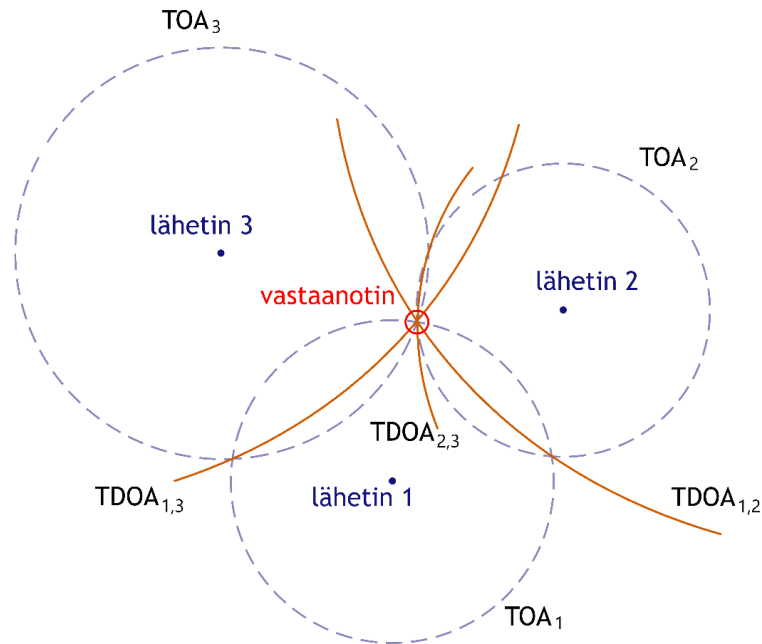 TOA₃
TOA₂
lähetin 3
lähetin 2
vastaanotin
TDOA₂,₃
TDOA₁,₃
lähetin 1
TDOA₁,₂
TOA₁